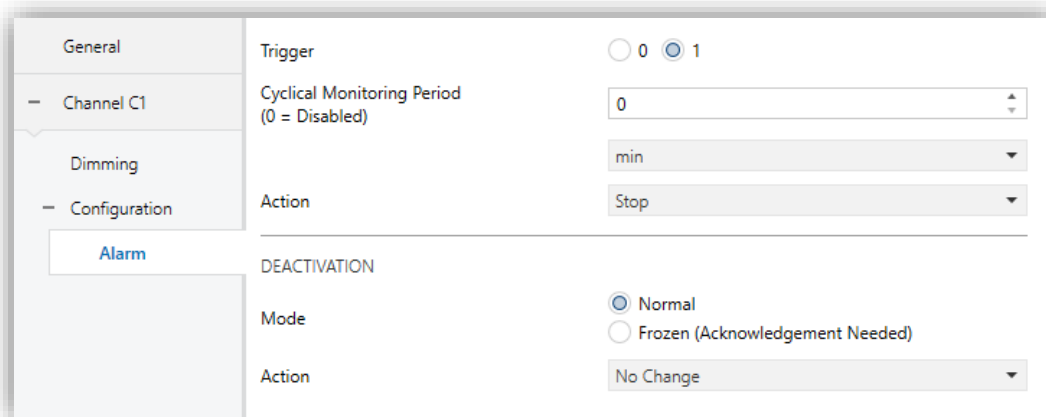 General
Channel C1
Dimming
Configuration
Alarm
Trigger
0 1
Cyclical Monitoring Period
(0 = Disabled)
0
min
Action
Stop
DEACTIVATION
Mode
Normal
Frozen (Acknowledgement Needed)
Action
No Change